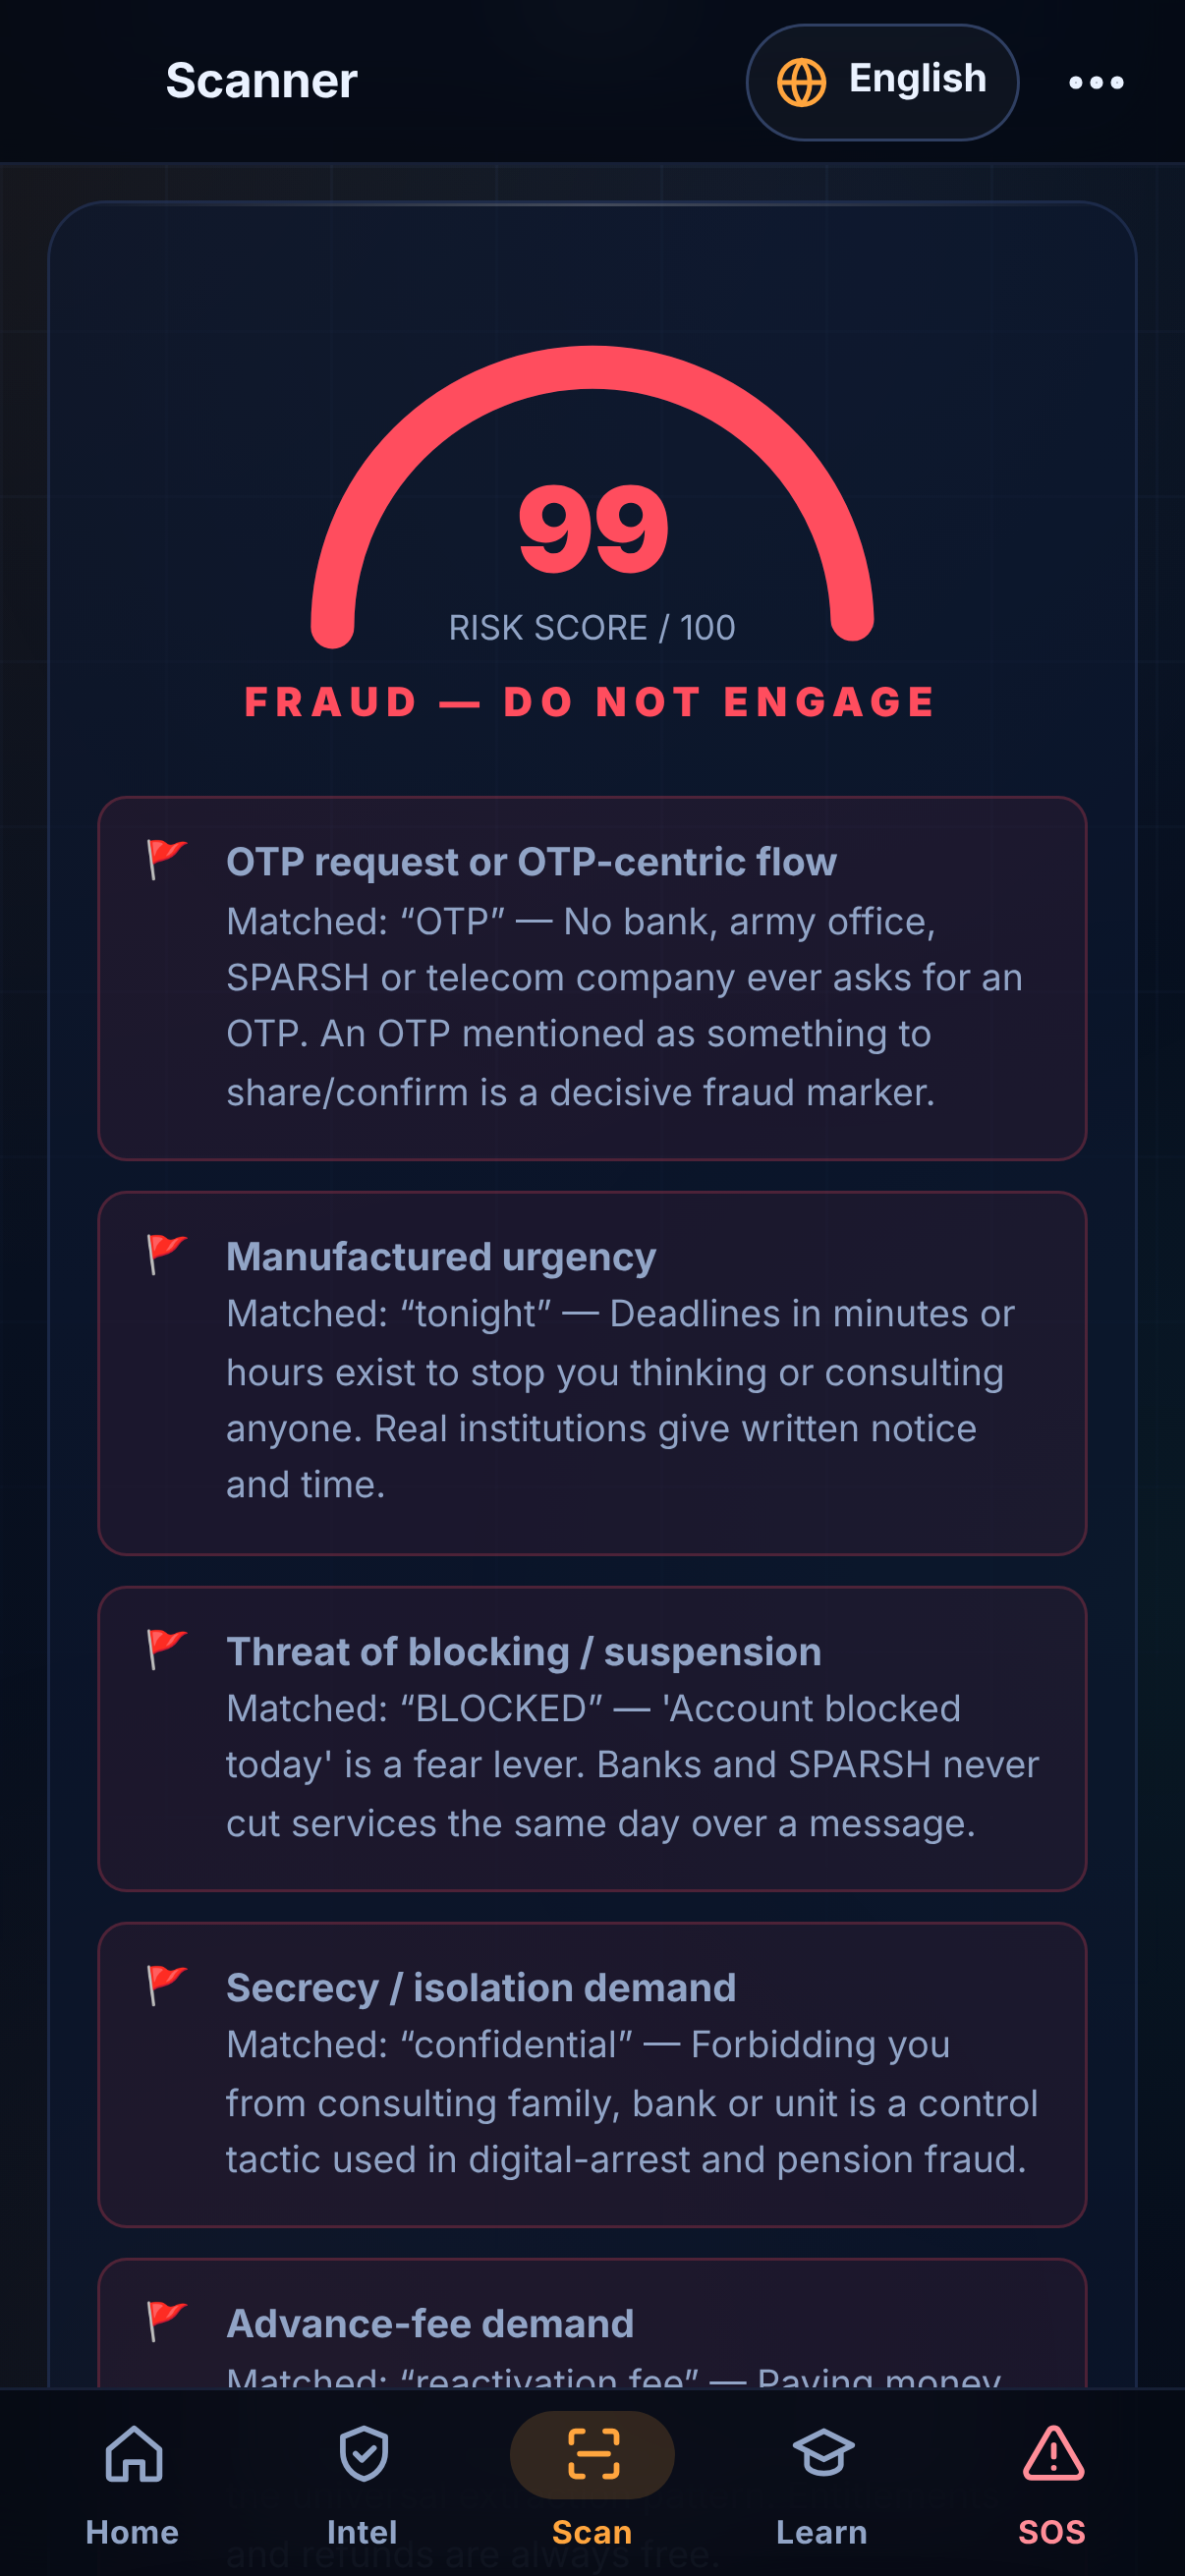 Scanner
English
99
RISK SCORE / 100
FRAUD — DO NOT ENGAGE
OTP request or OTP-centric flow
Matched: “OTP” — No bank, army office,
SPARSH or telecom company ever asks for an
OTP. An OTP mentioned as something to
share/confirm is a decisive fraud marker.
Manufactured urgency
Matched: “tonight” — Deadlines in minutes or
hours exist to stop you thinking or consulting
anyone. Real institutions give written notice
and time.
Threat of blocking / suspension
Matched: “BLOCKED” — 'Account blocked
today' is a fear lever. Banks and SPARSH never
cut services the same day over a message.
Secrecy / isolation demand
Matched: “confidential” — Forbidding you
from consulting family, bank or unit is a control
tactic used in digital-arrest and pension fraud.
Advance-fee demand
Matched: “reactivation fee” — Paying money
Home
Intel
Scan
Learn
SOS
and refunds are always free.